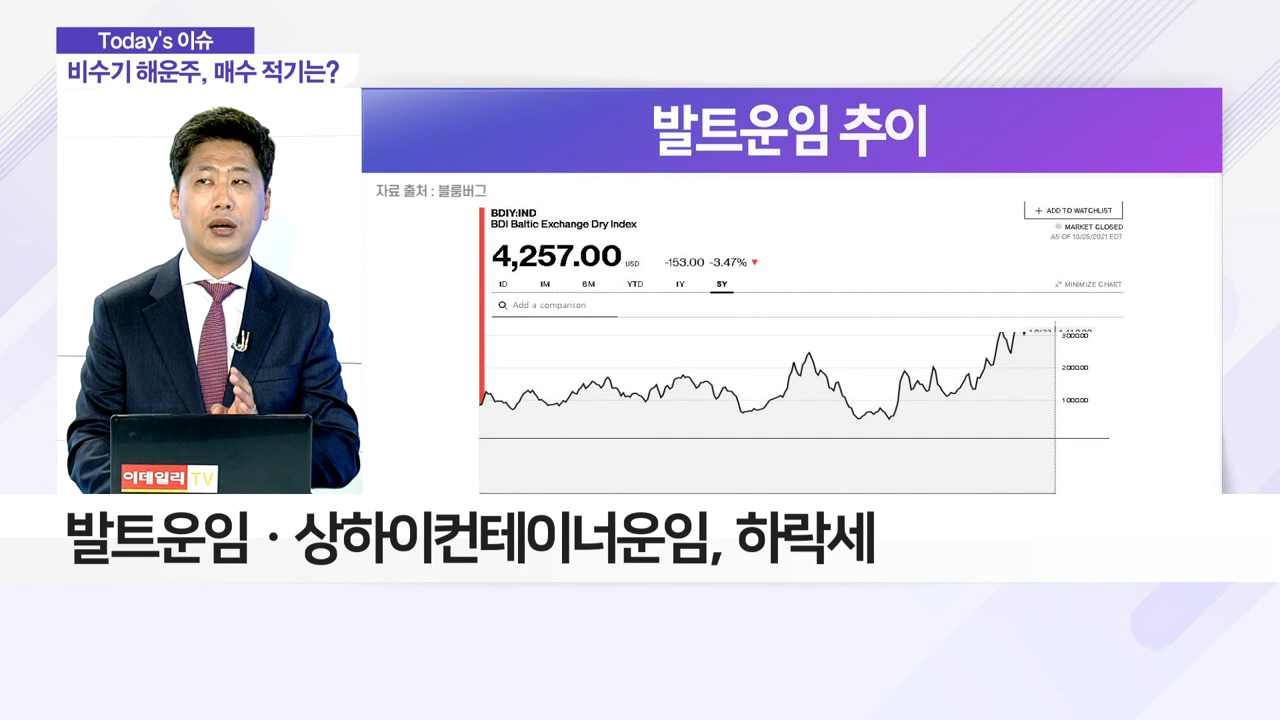 Today's 이슈
비수기 해운주, 매수 적기는?
발트운임 추이
자료 출처 : 블룸버그
BDIY:IND
BDI Baltic Exchange Dry Index
4,257.00 USD -153.00 -3.47% ▼
+ ADD TO WATCHLIST
MARKET CLOSED
AS OF 10/25/2021 EDT
1D 1M 6M YTD 1Y 5Y
MINIMIZE CHART
Add a comparison
3000.00
2000.00
1000.00
이데일리 TV
발트운임 · 상하이컨테이너운임, 하락세